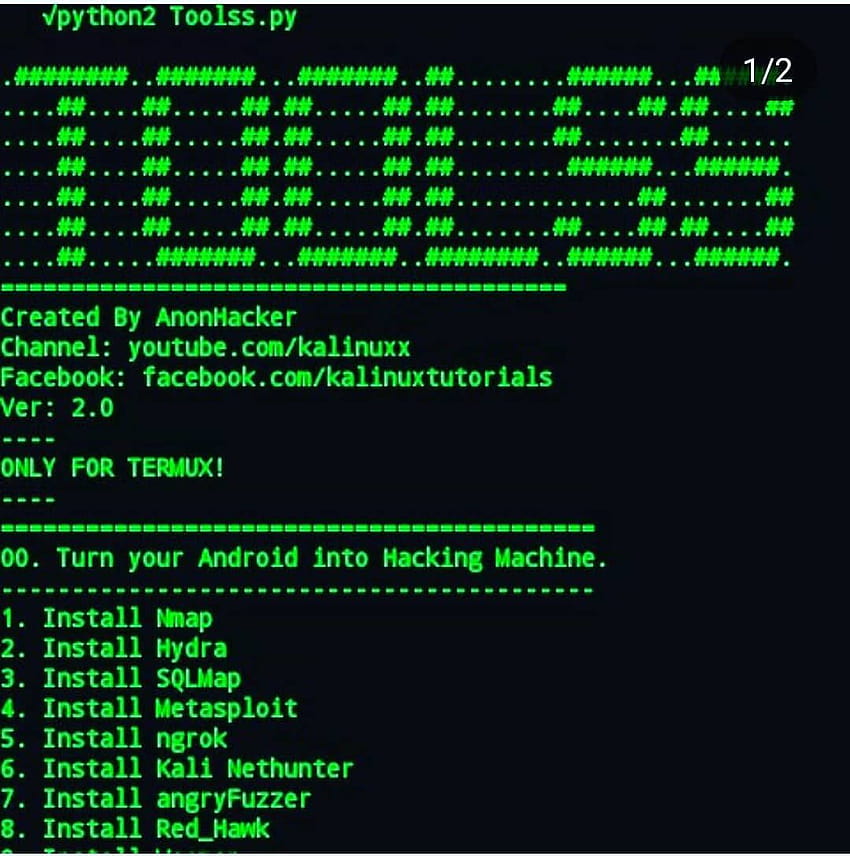 √python2 Toolss.py
1/2
TOOLSS
=======================================
Created By AnonHacker
Channel: youtube.com/kalinuxx
Facebook: facebook.com/kalinuxtutorials
Ver: 2.0
----
ONLY FOR TERMUX!
----
=========================================
00. Turn your Android into Hacking Machine.
-----------------------------------------
1. Install Nmap
2. Install Hydra
3. Install SQLMap
4. Install Metasploit
5. Install ngrok
6. Install Kali Nethunter
7. Install angryFuzzer
8. Install Red_Hawk